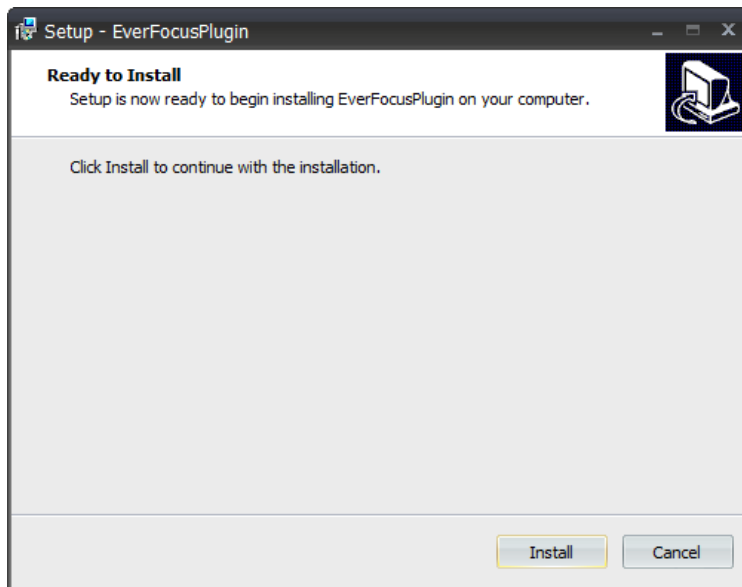 Setup - EverFocusPlugin
Ready to Install
Setup is now ready to begin installing EverFocusPlugin on your computer.
Click Install to continue with the installation.
Install
Cancel